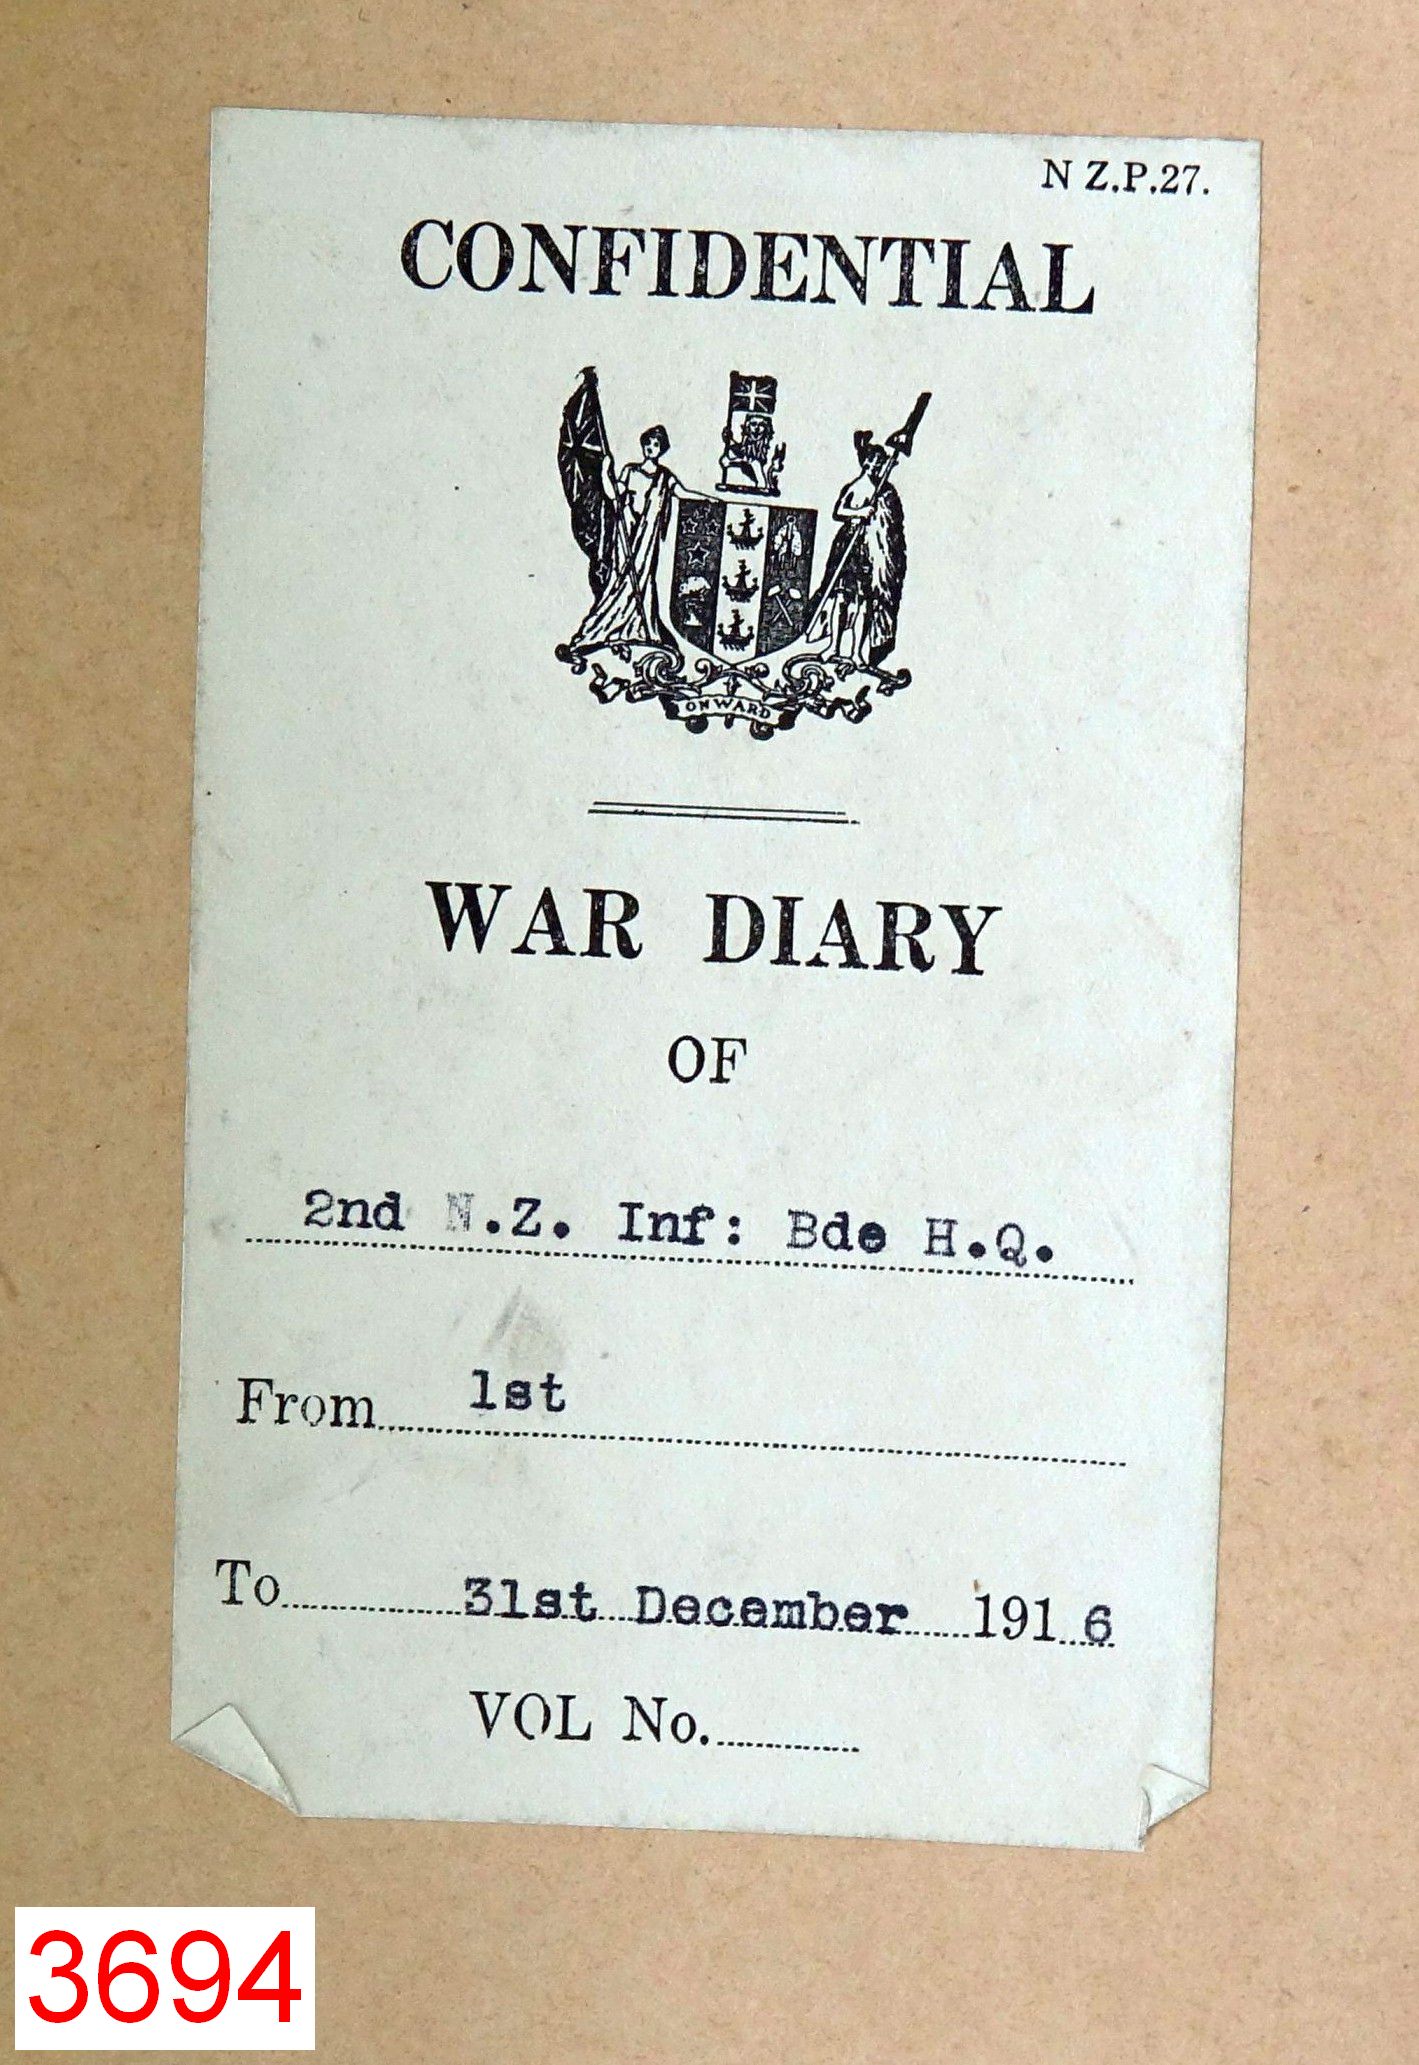 N Z.P.27.
CONFIDENTIAL
ONWARD
WAR DIARY
OF
2nd N.Z. Inf: Bde H.Q.
From 1st
To 31st December 1916
VOL No.
3694